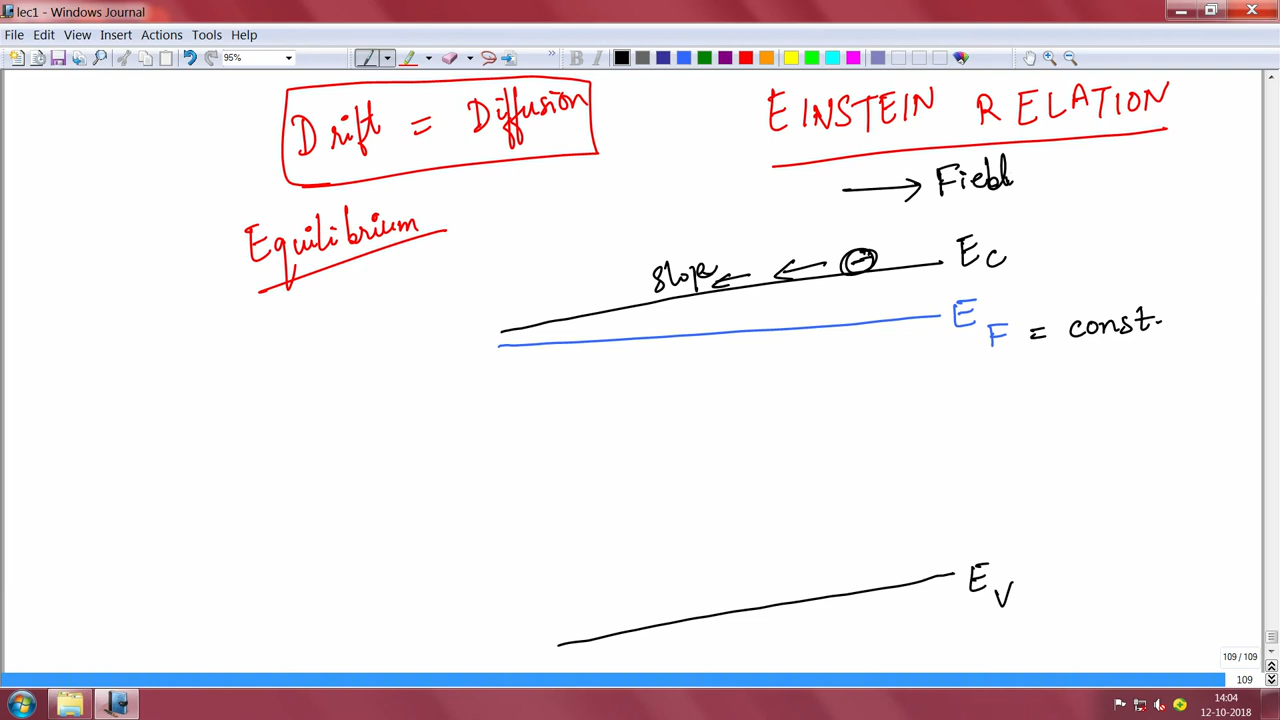 lec1 - Windows Journal
File Edit View Insert Actions Tools Help
95%
Drift = Diffusion
EINSTEIN RELATION
→ Field
Equilibrium
slope
−
EC
EF = const.
EV
109 / 109
109
14:04
12-10-2018